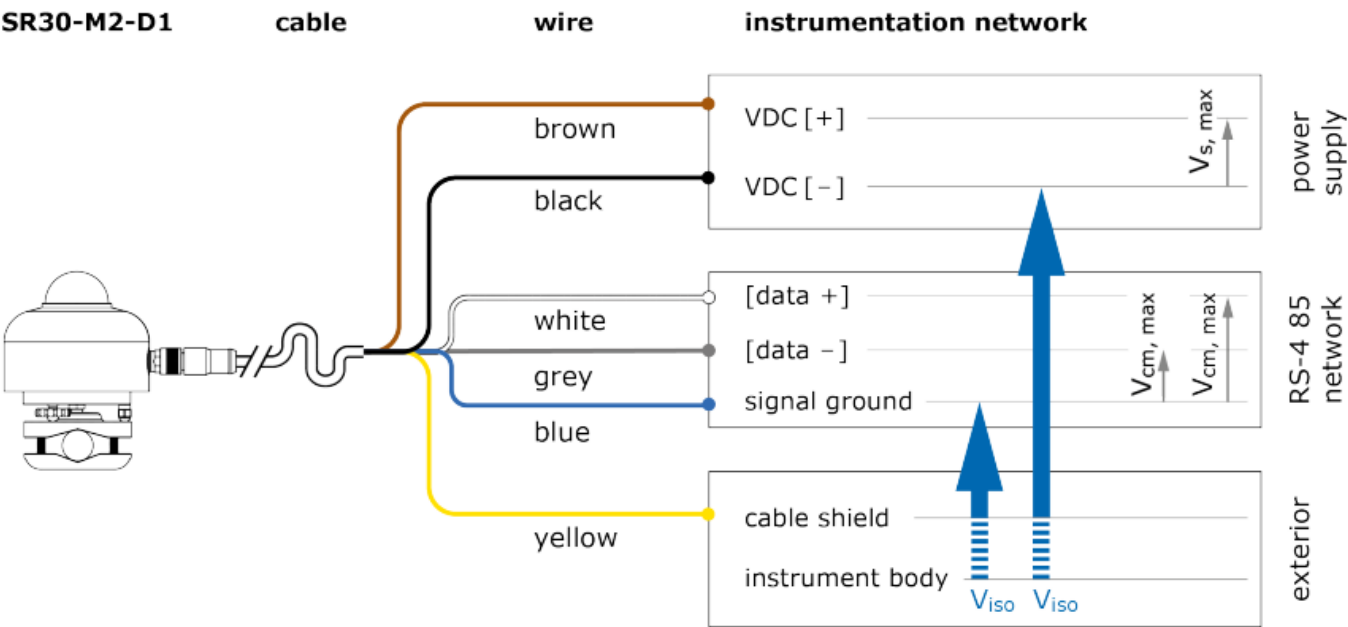 SR30-M2-D1 cable wire instrumentation network
brown
VDC [+]
Vs, max
power
supply
black
VDC [−]
white
[data +]
Vcm, max
Vcm, max
RS-4 85
network
grey
[data −]
blue
signal ground
yellow
cable shield
exterior
instrument body
Viso Viso